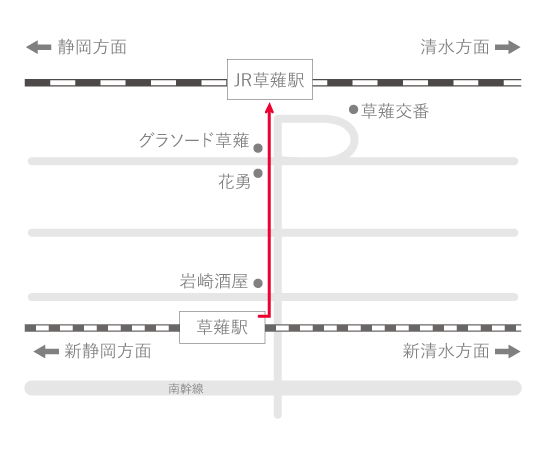 静岡方面
清水方面
JR草薙駅
草薙交番
グラソード草薙
花勇
岩崎酒屋
草薙駅
新静岡方面
新清水方面
南幹線